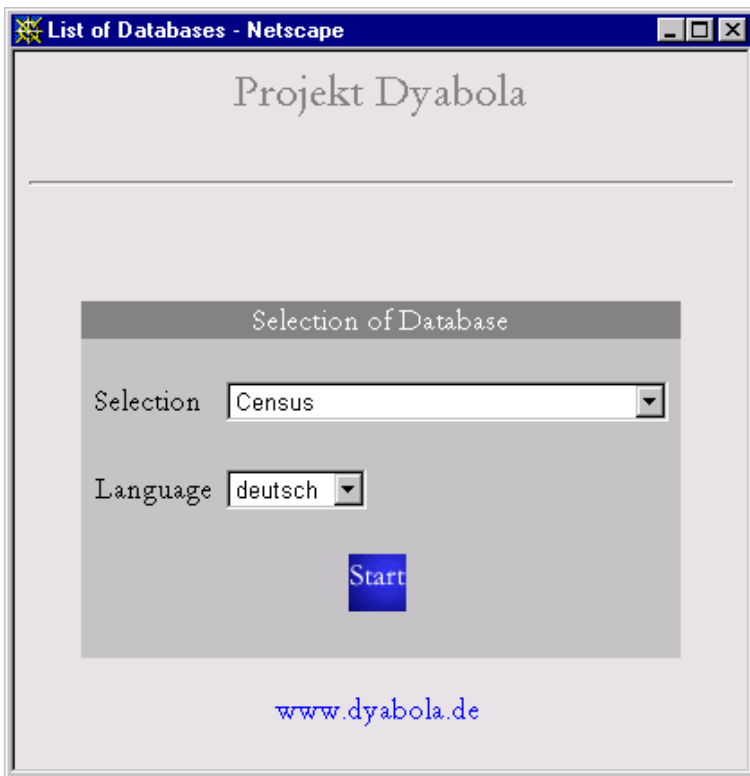 List of Databases - Netscape
Projekt Dyabola
Selection of Database
Selection Census
Language deutsch
Start
www.dyabola.de